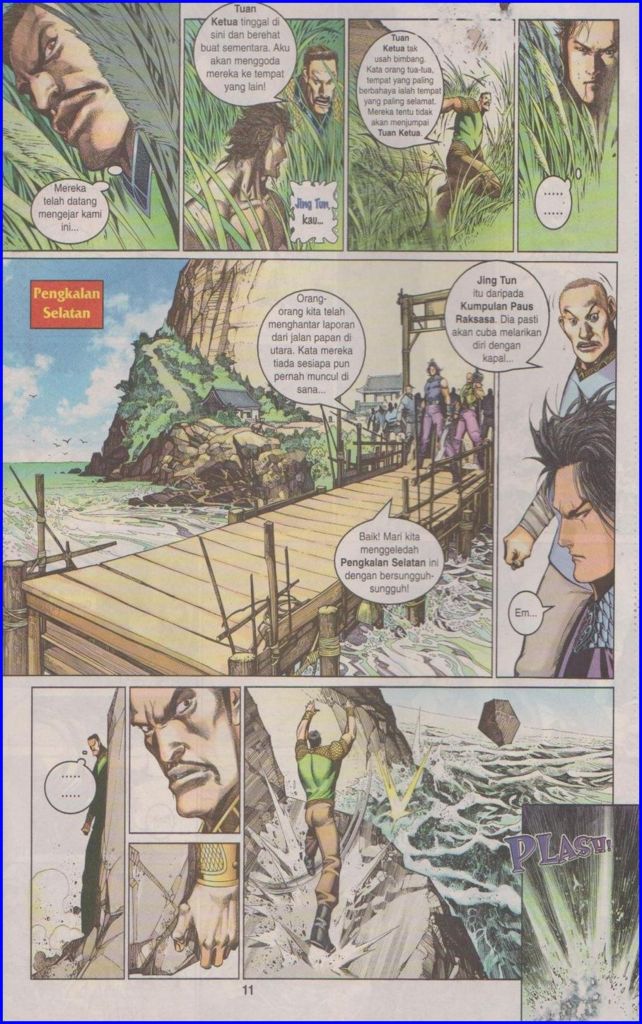 Mereka
telah datang
mengejar kami
ini...
Tuan
Ketua tinggal di
sini dan berehat
buat sementara. Aku
akan menggoda
mereka ke tempat
yang lain!
Jing Tun,
kau...
Tuan
Ketua tak
usah bimbang.
Kata orang tua-tua,
tempat yang paling
berbahaya ialah tempat
yang paling selamat.
Mereka tentu tidak
akan menjumpai
Tuan Ketua.
.....
.....
Pengkalan
Selatan
Orang-
orang kita telah
menghantar laporan
dari jalan papan di
utara. Kata mereka
tiada sesiapa pun
pernah muncul di
sana...
Jing Tun
itu daripada
Kumpulan Paus
Raksasa. Dia pasti
akan cuba melarikan
diri dengan
kapal...
Baik! Mari kita
menggeledah
Pengkalan Selatan ini
dengan bersungguh-
sungguh!
Em...
.....
.....
PLASH!
11